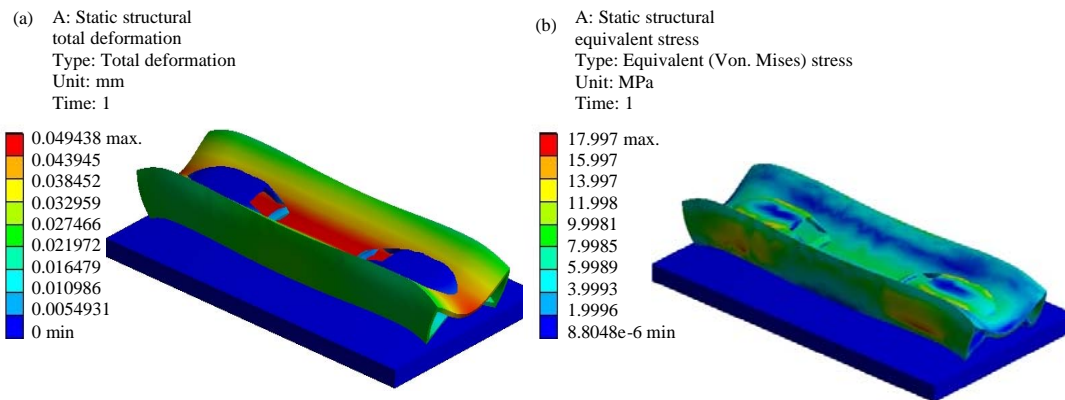 (a)
A: Static structural
total deformation
Type: Total deformation
Unit: mm
Time: 1
0.049438 max.
0.043945
0.038452
0.032959
0.027466
0.021972
0.016479
0.010986
0.0054931
0 min
(b)
A: Static structural
equivalent stress
Type: Equivalent (Von. Mises) stress
Unit: MPa
Time: 1
17.997 max.
15.997
13.997
11.998
9.9981
7.9985
5.9989
3.9993
1.9996
8.8048e-6 min